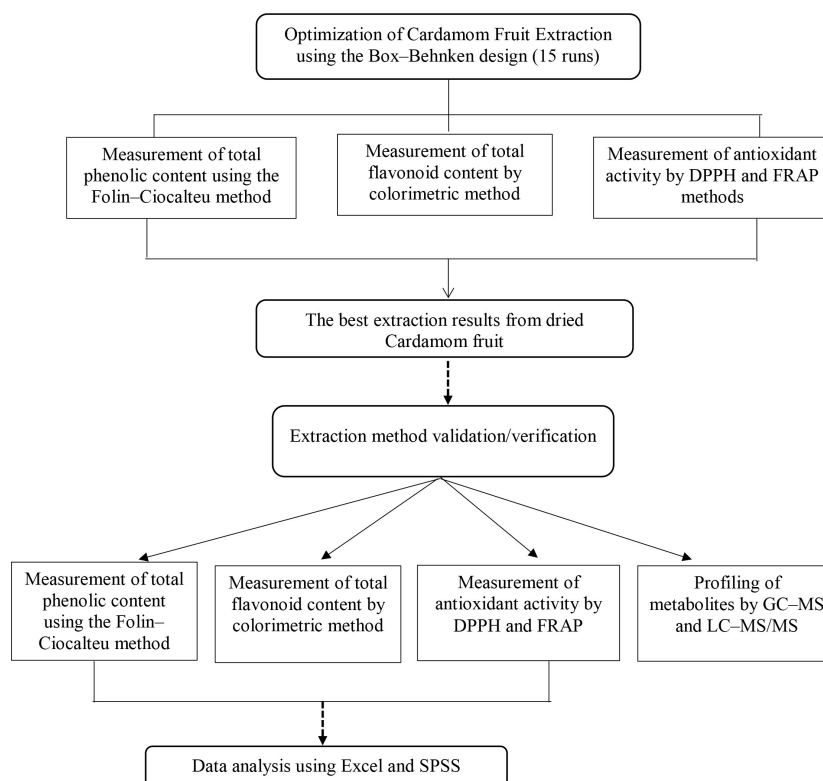 Optimization of Cardamom Fruit Extraction
using the Box–Behnken design (15 runs)
Measurement of total
phenolic content using the
Folin–Ciocalteu method
Measurement of total
flavonoid content by
colorimetric method
Measurement of antioxidant
activity by DPPH and FRAP
methods
The best extraction results from dried
Cardamom fruit
Extraction method validation/verification
Measurement of total
phenolic content
using the Folin–
Ciocalteu method
Measurement of total
flavonoid content by
colorimetric method
Measurement of
antioxidant activity by
DPPH and FRAP
Profiling of
metabolites by GC–MS
and LC–MS/MS
Data analysis using Excel and SPSS